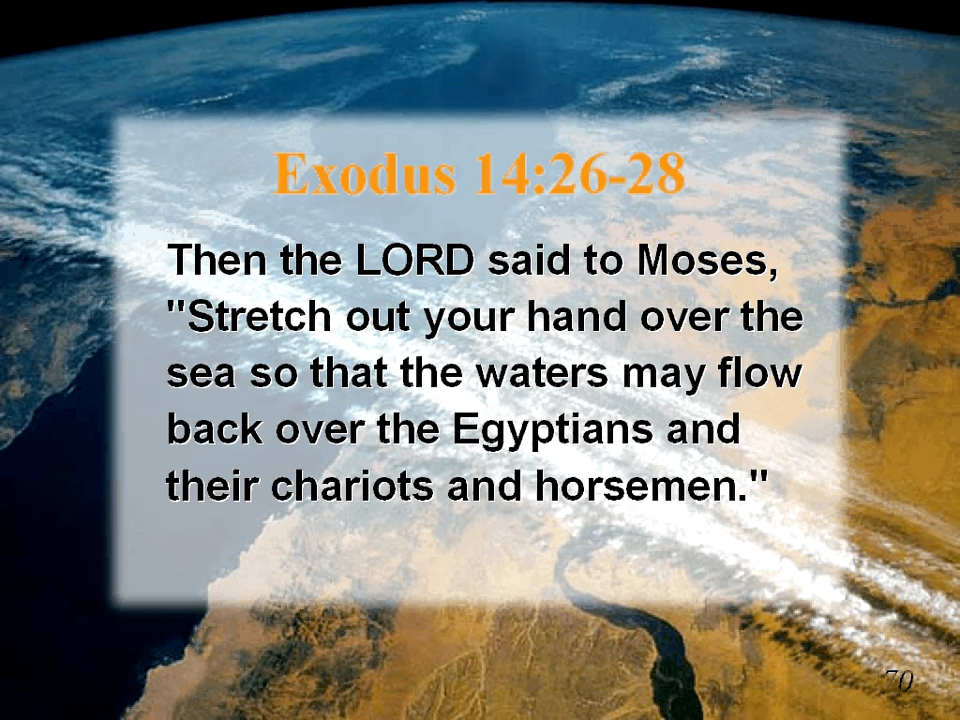 Exodus 14:26-28
Then the LORD said to Moses,
"Stretch out your hand over the
sea so that the waters may flow
back over the Egyptians and
their chariots and horsemen."
70